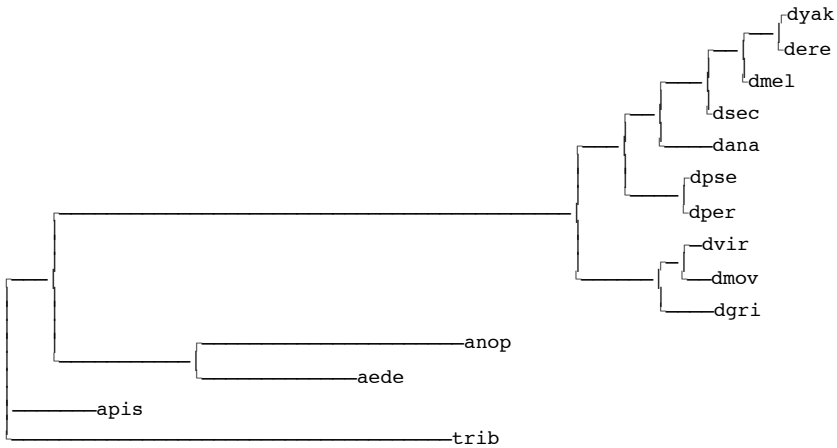 dyak
dere
dmel
dsec
dana
dpse
dper
dvir
dmov
dgri
anop
aede
apis
trib